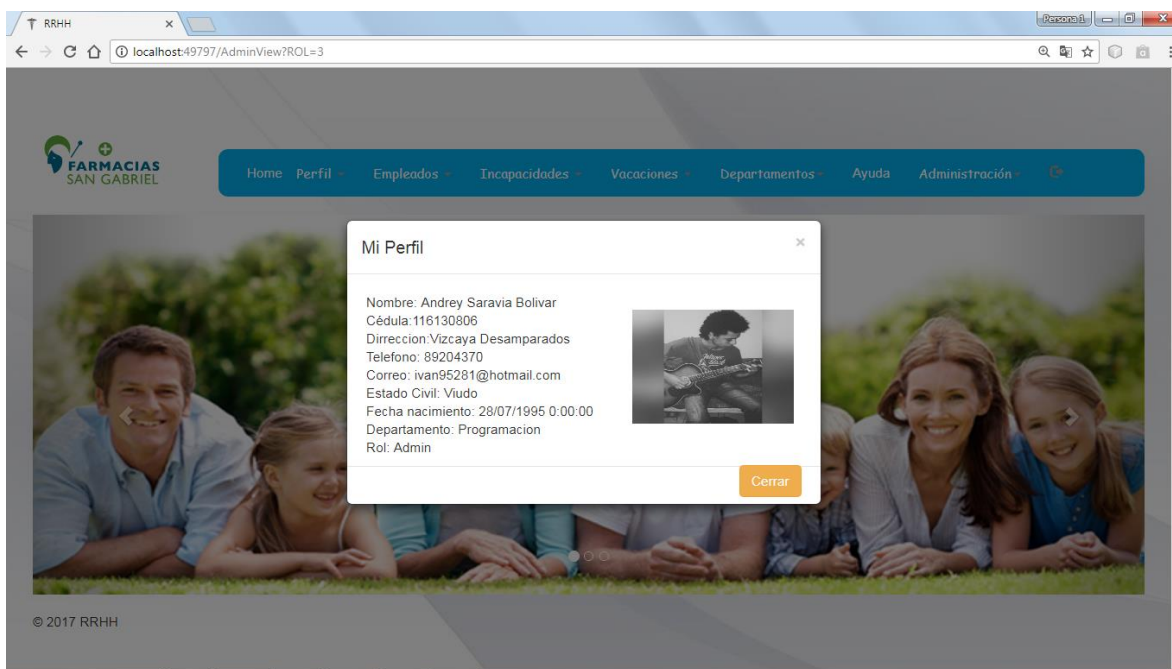 RRHH
Persona 1
localhost:49797/AdminView?ROL=3
FARMACIAS
SAN GABRIEL
Home Perfil Empleados Incapacidades Vacaciones Departamentos Ayuda Administración
Mi Perfil
Nombre: Andrey Saravia Bolivar
Cédula:116130806
Dirreccion:Vizcaya Desamparados
Telefono: 89204370
Correo: ivan95281@hotmail.com
Estado Civil: Viudo
Fecha nacimiento: 28/07/1995 0:00:00
Departamento: Programacion
Rol: Admin
Cerrar
© 2017 RRHH